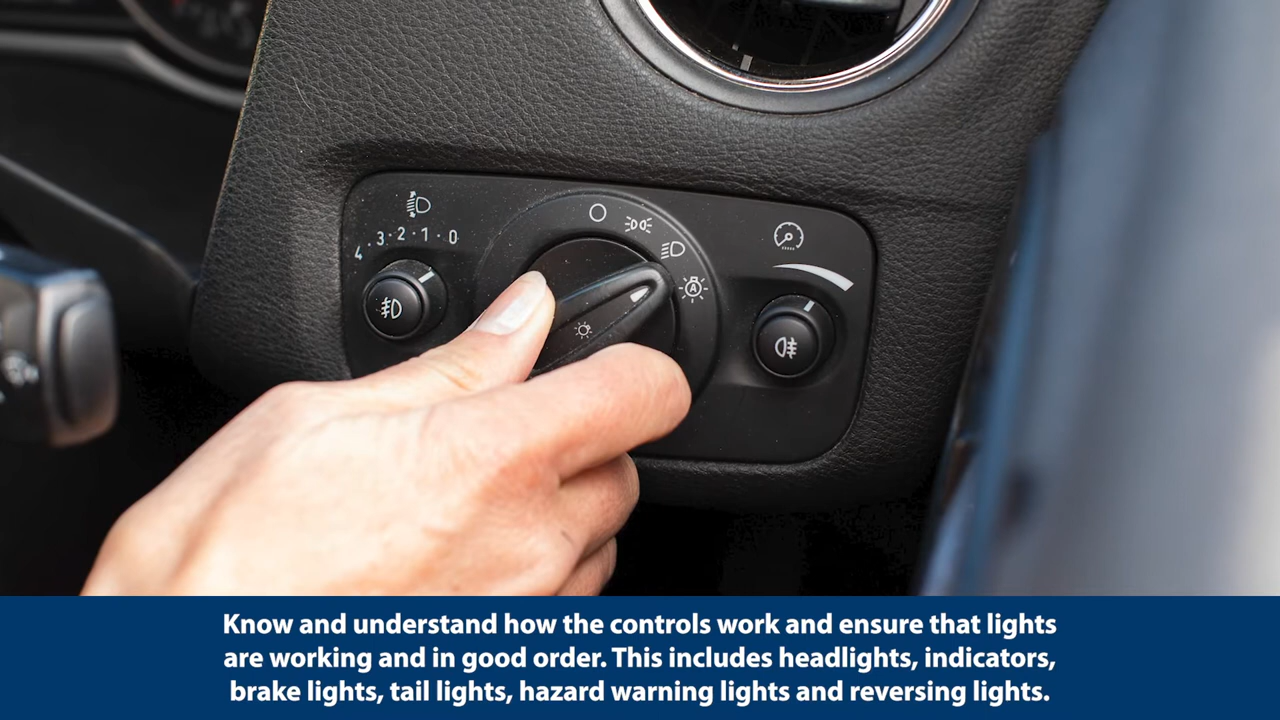 4·3·2·1·0
A
Know and understand how the controls work and ensure that lights
are working and in good order. This includes headlights, indicators,
brake lights, tail lights, hazard warning lights and reversing lights.